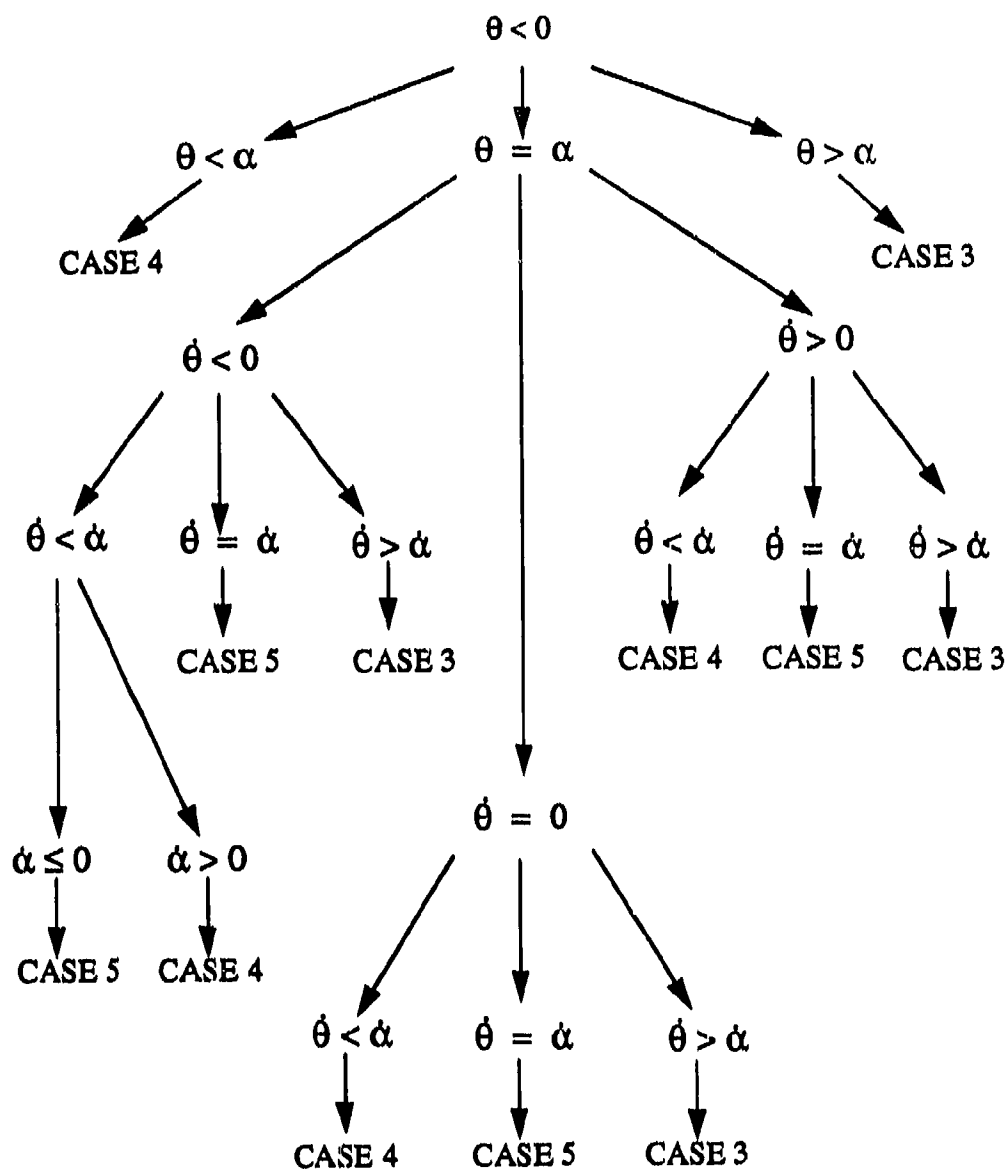 θ < 0
θ < α
θ = α
θ > α
CASE 4
CASE 3
θ̇ < 0
θ̇ > 0
θ̇ < α̇
θ̇ = α̇
θ̇ > α̇
θ̇ < α̇
θ̇ = α̇
θ̇ > α̇
CASE 5
CASE 3
CASE 4
CASE 5
CASE 3
θ̇ = 0
α̇ ≤ 0
α̇ > 0
CASE 5
CASE 4
θ̇ < α̇
θ̇ = α̇
θ̇ > α̇
CASE 4
CASE 5
CASE 3